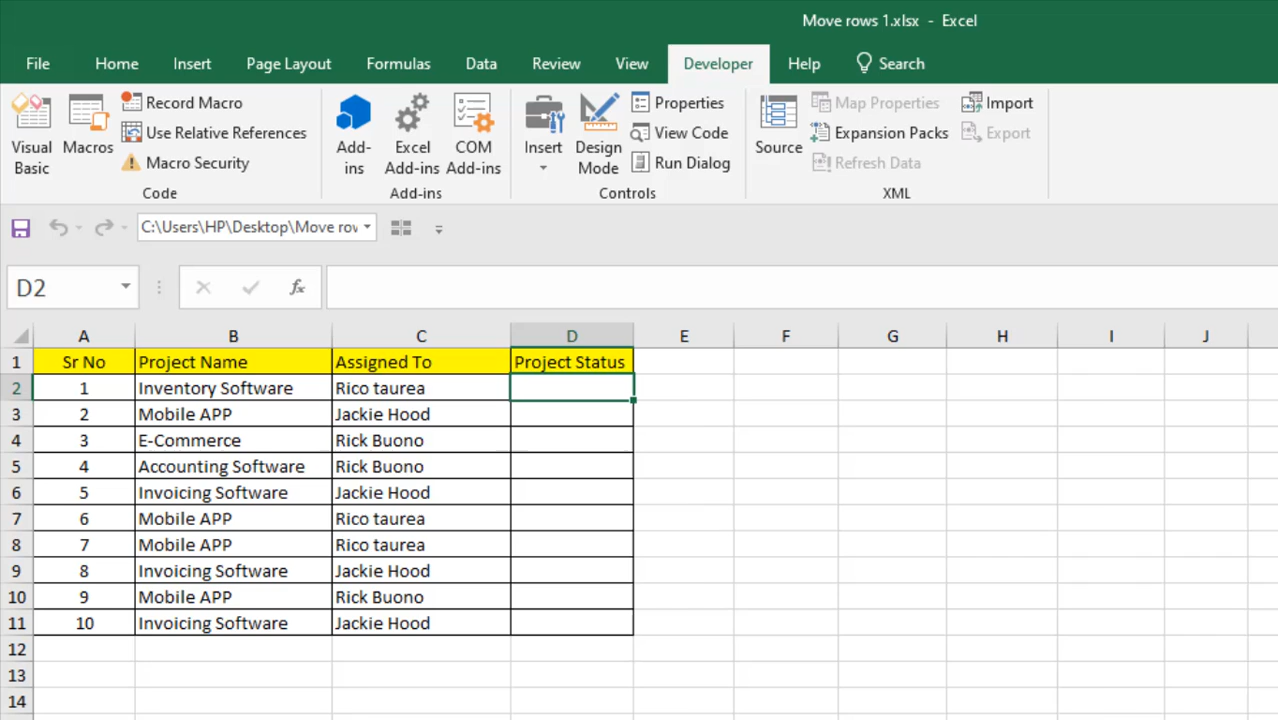 Move rows 1.xlsx - Excel
File Home Insert Page Layout Formulas Data Review View Developer Help Search
Visual Basic
Macros
Record Macro
Use Relative References
Macro Security
Code
Add-ins
Excel Add-ins
COM Add-ins
Add-ins
Insert
Design Mode
Properties
View Code
Run Dialog
Controls
Source
Map Properties
Expansion Packs
Refresh Data
Import
Export
XML
C:\Users\HP\Desktop\Move rov
D2 fx
A B C D E F G H I J
1 Sr No Project Name Assigned To Project Status
2 1 Inventory Software Rico taurea
3 2 Mobile APP Jackie Hood
4 3 E-Commerce Rick Buono
5 4 Accounting Software Rick Buono
6 5 Invoicing Software Jackie Hood
7 6 Mobile APP Rico taurea
8 7 Mobile APP Rico taurea
9 8 Invoicing Software Jackie Hood
10 9 Mobile APP Rick Buono
11 10 Invoicing Software Jackie Hood
12
13
14